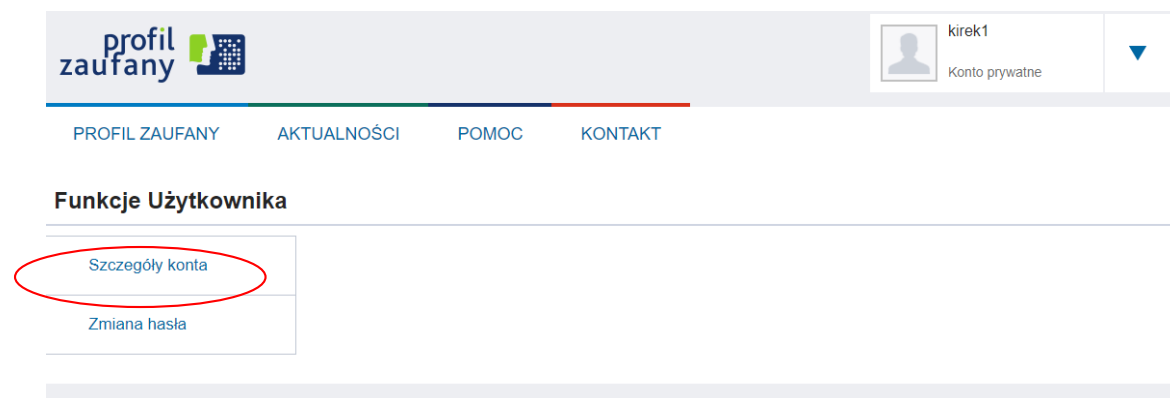 profil
zaufany
kirek1
Konto prywatne
PROFIL ZAUFANY AKTUALNOŚCI POMOC KONTAKT
Funkcje Użytkownika
Szczegóły konta
Zmiana hasła